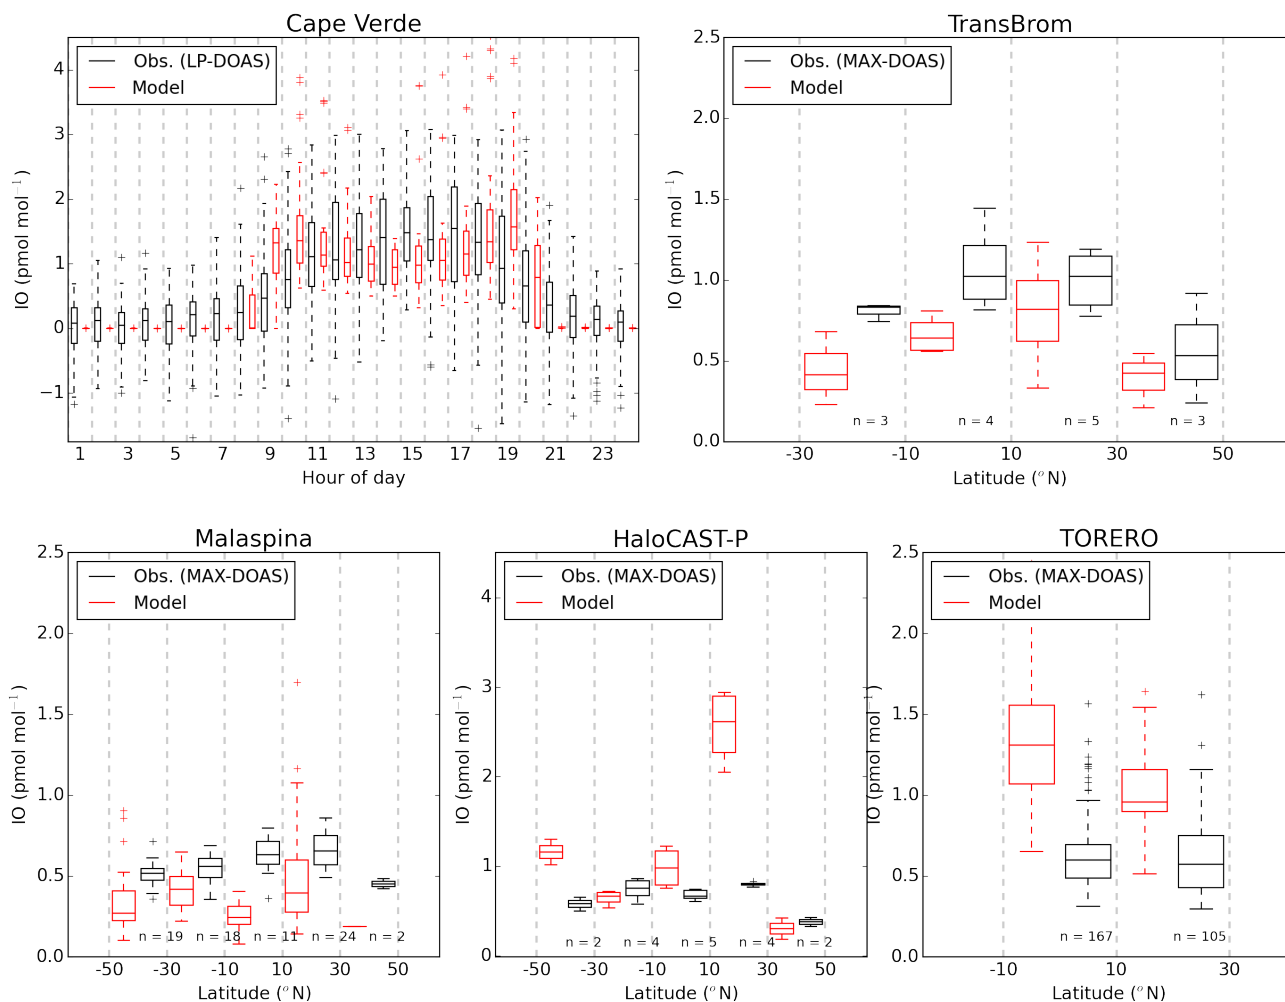 Cape Verde
Obs. (LP-DOAS)
Model
IO (pmol mol⁻¹)
4
3
2
1
0
−1
1 3 5 7 9 11 13 15 17 19 21 23
Hour of day
TransBrom
Obs. (MAX-DOAS)
Model
IO (pmol mol⁻¹)
2.5
2.0
1.5
1.0
0.5
0.0
n = 3 n = 4 n = 5 n = 3
-30 -10 10 30 50
Latitude (°N)
Malaspina
Obs. (MAX-DOAS)
Model
IO (pmol mol⁻¹)
2.5
2.0
1.5
1.0
0.5
0.0
n = 19 n = 18 n = 11 n = 24 n = 2
-50 -30 -10 10 30 50
Latitude (°N)
HaloCAST-P
Obs. (MAX-DOAS)
Model
IO (pmol mol⁻¹)
4
3
2
1
0
n = 2 n = 4 n = 5 n = 4 n = 2
-50 -30 -10 10 30 50
Latitude (°N)
TORERO
Obs. (MAX-DOAS)
Model
IO (pmol mol⁻¹)
2.5
2.0
1.5
1.0
0.5
0.0
n = 167 n = 105
-10 10 30
Latitude (°N)